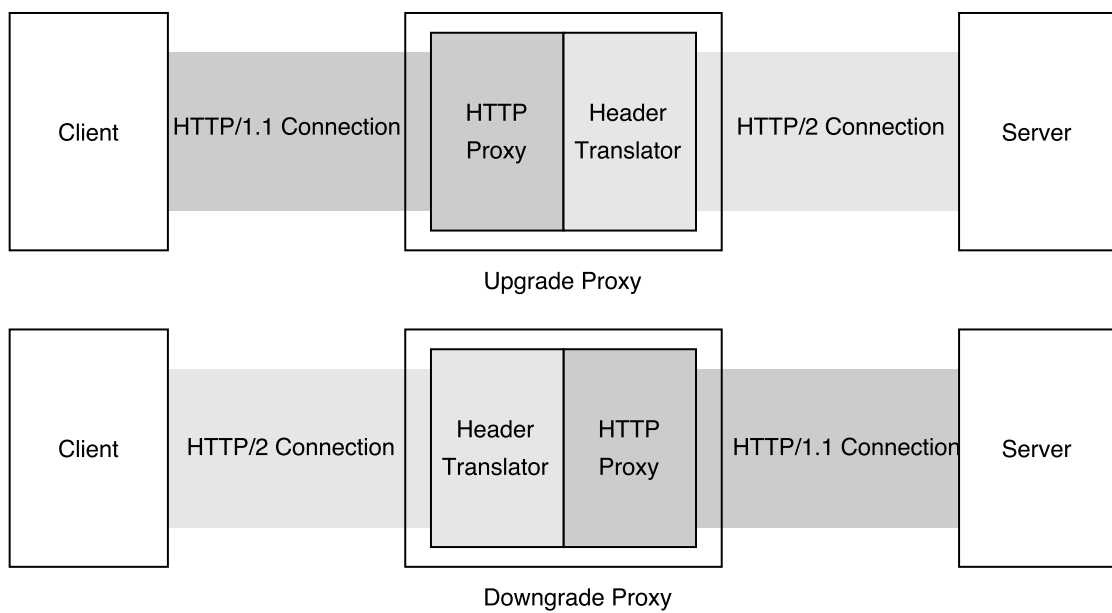 Client
HTTP/1.1 Connection
HTTP
Proxy
Header
Translator
HTTP/2 Connection
Server
Upgrade Proxy
Client
HTTP/2 Connection
Header
Translator
HTTP
Proxy
HTTP/1.1 Connection
Server
Downgrade Proxy